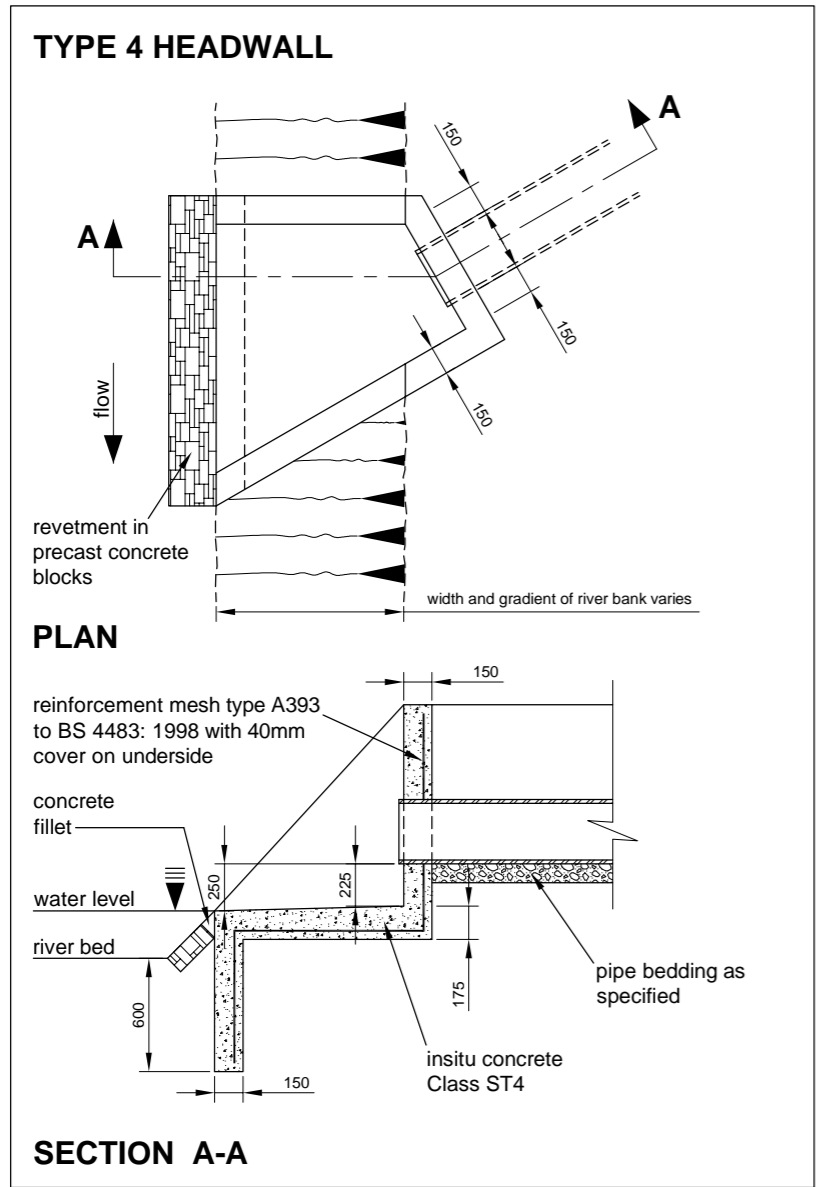 TYPE 4 HEADWALL
A
150
A
150
150
flow
revetment in
precast concrete
blocks
width and gradient of river bank varies
PLAN
150
reinforcement mesh type A393
to BS 4483: 1998 with 40mm
cover on underside
concrete
fillet
250
225
water level
river bed
175
pipe bedding as
specified
600
insitu concrete
Class ST4
150
SECTION A-A